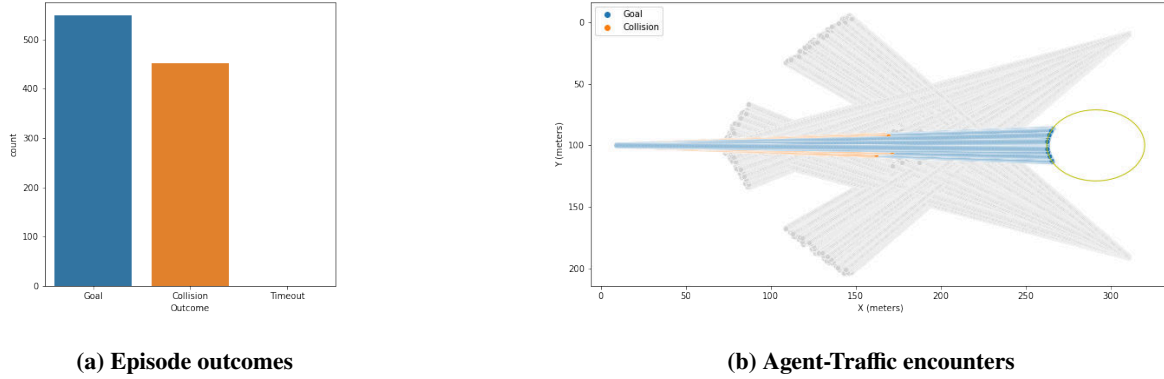 500
400
300
200
100
0
count
Goal
Collision
Timeout
Outcome
(a) Episode outcomes
Goal
Collision
0
50
100
150
200
Y (meters)
0
50
100
150
200
250
300
X (meters)
(b) Agent-Traffic encounters